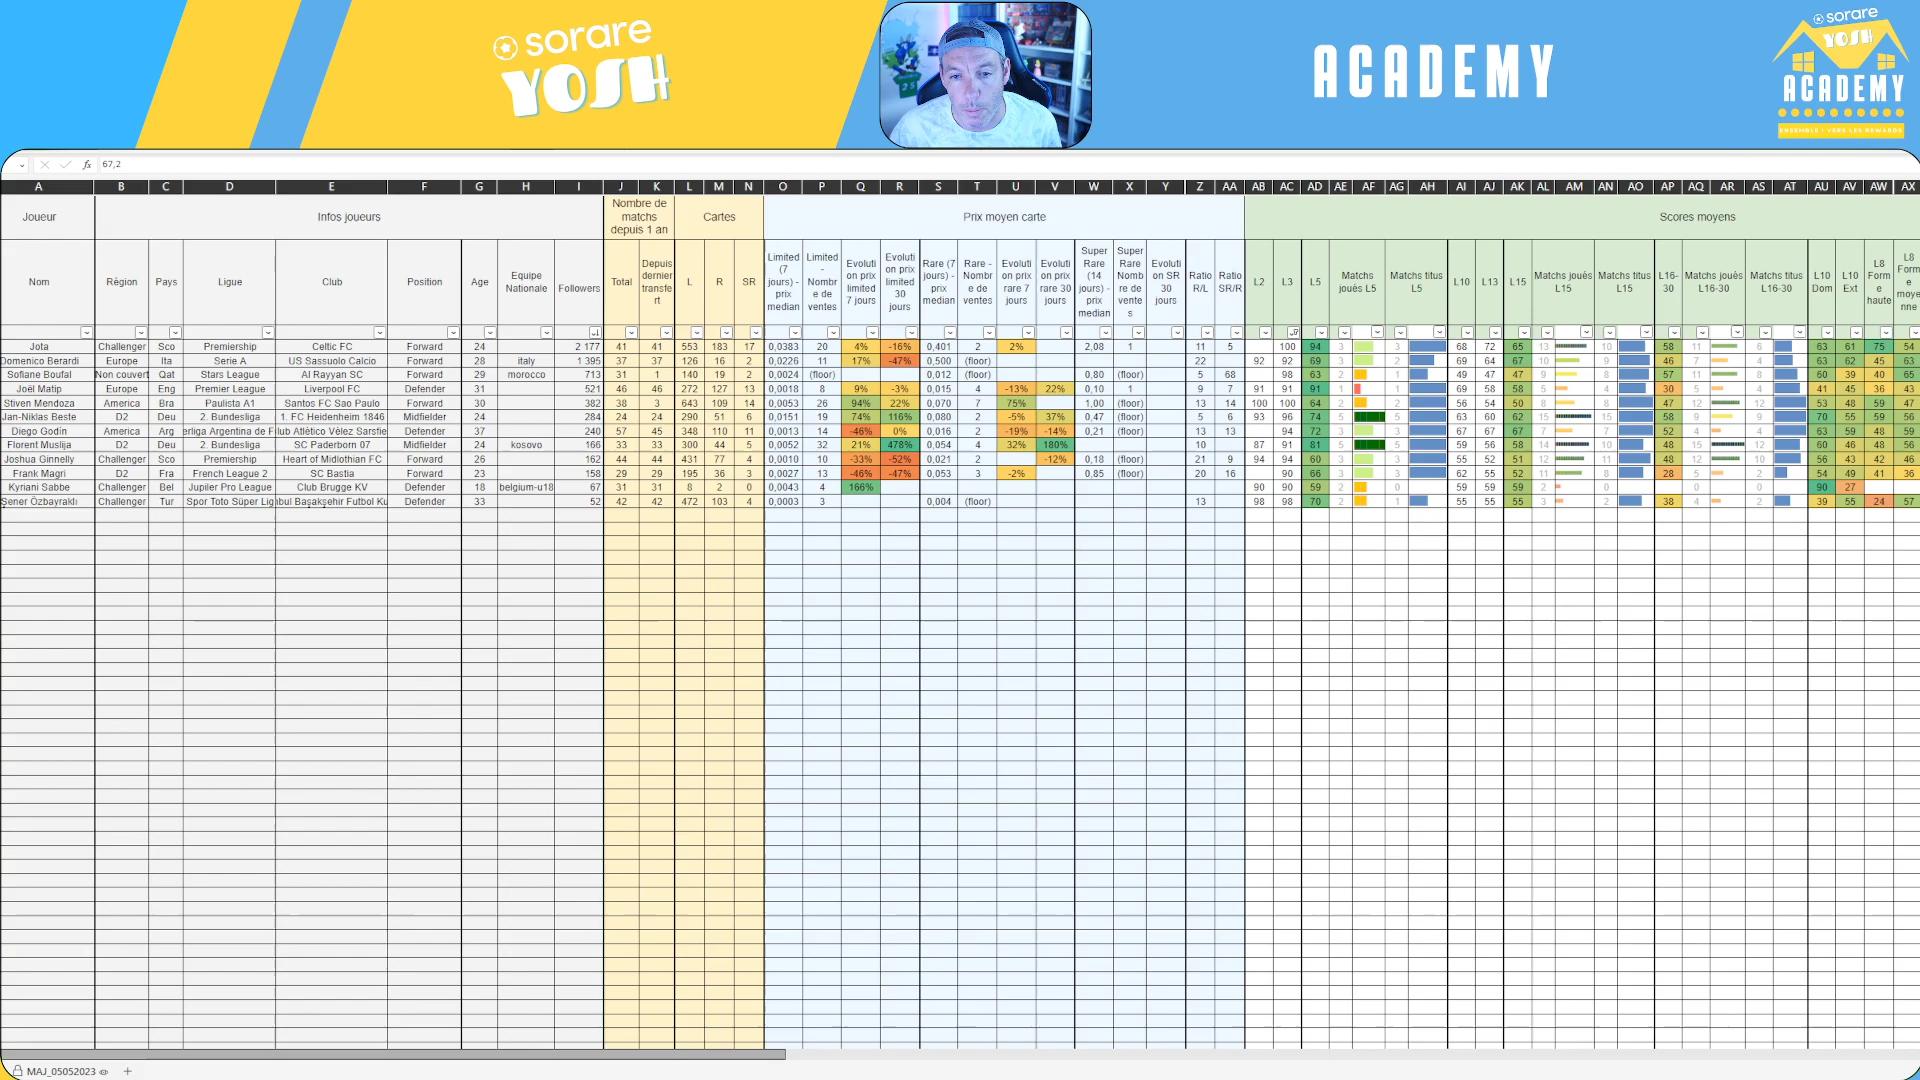 sorare
YOSH
ACADEMY
sorare
YOSH
ACADEMY
ENSEMBLE ! VERS LES REWARDS
fx 67,2
A B C D E F G H I J K L M N O P Q R S T U V W X Y Z AA AB AC AD AE AF AG AH AI AJ AK AL AM AN AO AP AQ AR AS AT AU AV AW AX
Joueur Infos joueurs Nombre de matchs depuis 1 an Cartes Prix moyen carte Scores moyens
Nom Région Pays Ligue Club Position Age Equipe Nationale Followers Total Depuis dernier transfert L R SR Limited (7 jours) - prix median Limited - Nombre de ventes Evolution prix limited 7 jours Evolution prix limited 30 jours Rare (7 jours) - prix median Rare - Nombre de ventes Evolution prix rare 7 jours Evolution prix rare 30 jours Super Rare (14 jours) - prix median Super Rare Nombre de ventes Evolution SR 30 jours Ratio R/L Ratio SR/R L2 L3 L5 Matchs joués L5 Matchs titus L5 L10 L13 L15 Matchs joués L15 Matchs titus L15 L16-30 Matchs joués L16-30 Matchs titus L16-30 L10 Dom L10 Ext L8 Forme haute L8 Forme moyenne
Jota Challenger Sco Premiership Celtic FC Forward 24 2 177 41 41 553 183 17 0,0383 20 4% -16% 0,401 2 2% 2,08 1 11 5 100 94 3 2 68 72 65 13 10 58 11 6 63 61 75 54
Domenico Berardi Europe Ita Serie A US Sassuolo Calcio Forward 28 italy 1 395 37 37 126 16 2 0,0226 11 17% -47% 0,500 (floor) 22 92 92 69 3 2 69 64 67 10 9 46 7 4 63 62 45 63
Sofiane Boufal Non couvert Qat Stars League Al Rayyan SC Forward 29 morocco 713 31 1 140 19 2 0,0024 (floor) 0,012 (floor) 0,80 (floor) 5 68 98 63 2 1 49 47 47 9 8 57 11 8 60 39 40 65
Joël Matip Europe Eng Premier League Liverpool FC Defender 31 521 46 46 272 127 13 0,0018 8 9% -3% 0,015 4 -13% 22% 0,10 1 9 7 91 91 91 1 1 69 58 58 5 4 30 5 4 41 45 36 43
Stiven Mendoza America Bra Paulista A1 Santos FC Sao Paulo Forward 30 382 38 3 643 109 14 0,0053 26 94% 22% 0,070 7 75% 1,00 (floor) 13 14 100 100 64 2 2 56 54 50 8 8 47 12 12 53 48 59 47
Jan-Niklas Beste D2 Deu 2. Bundesliga 1. FC Heidenheim 1846 Midfielder 24 284 24 24 290 51 6 0,0151 19 74% 116% 0,080 2 -5% 37% 0,47 (floor) 5 6 93 96 74 5 5 63 60 62 15 15 58 9 9 70 55 59 56
Diego Godín America Arg erliga Argentina de F lub Atlético Vélez Sarsfie Defender 37 240 57 45 348 110 11 0,0013 14 -46% 0% 0,016 2 -19% -14% 0,21 (floor) 13 13 94 72 3 3 67 67 67 7 7 52 4 4 63 59 48 59
Florent Muslija D2 Deu 2. Bundesliga SC Paderborn 07 Midfielder 24 kosovo 166 33 33 300 44 5 0,0052 32 21% 478% 0,054 4 32% 180% 10 87 91 81 5 5 59 56 58 14 10 48 15 12 60 46 48 56
Joshua Ginnelly Challenger Sco Premiership Heart of Midlothian FC Forward 26 162 44 44 431 77 4 0,0010 10 -33% -52% 0,021 2 -12% 0,18 (floor) 21 9 94 94 60 3 3 55 52 51 12 11 48 12 7 56 43 42 46
Frank Magri D2 Fra French League 2 SC Bastia Forward 23 158 29 29 195 36 3 0,0027 13 -46% -47% 0,053 3 -2% 0,85 (floor) 20 16 90 66 3 3 62 55 52 11 8 28 5 2 54 49 41 36
Kyriani Sabbe Challenger Bel Jupiler Pro League Club Brugge KV Defender 18 belgium-u18 67 31 31 8 2 0 0,0043 4 166% 90 90 59 2 0 59 59 59 2 0 0 0 90 27
Şener Özbayraklı Challenger Tur Spor Toto Süper Lig nbul Başakşehir Futbol Ku Defender 33 52 42 42 472 103 4 0,0003 3 0,004 (floor) 13 98 98 70 2 1 55 55 55 3 2 38 4 2 39 55 24 57
MAJ_05052023 +